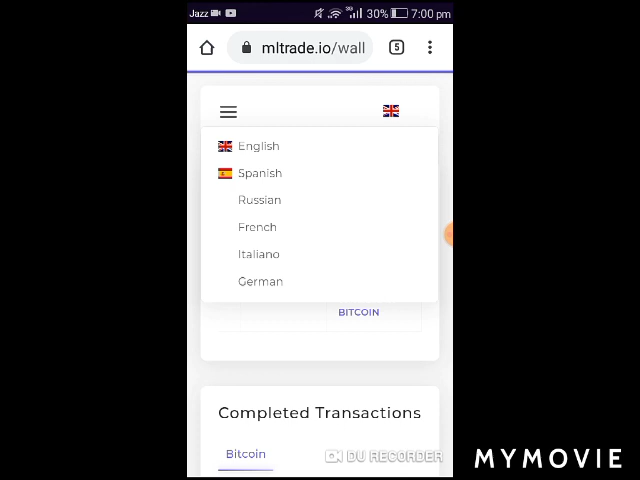 Jazz 3G 30% 7:00 pm
mltrade.io/wall 5
English
Spanish
Russian
French
Italiano
German
BITCOIN
Completed Transactions
Bitcoin
DU RECORDER
MYMOVIE